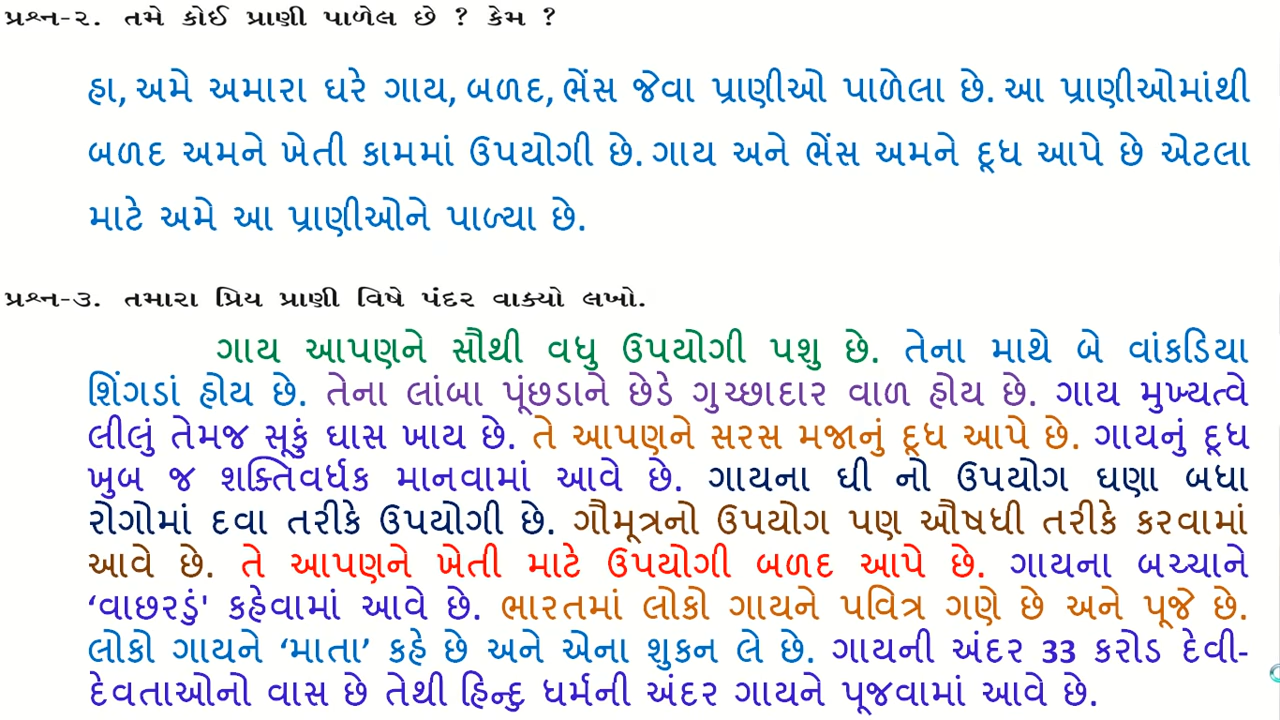 પ્રશ્ન-૨. તમે કોઈ પ્રાણી પાળેલ છે ? કેમ ?
હા, અમે અમારા ઘરે ગાય, બળદ, ભેંસ જેવા પ્રાણીઓ પાળેલા છે. આ પ્રાણીઓમાંથી
બળદ અમને ખેતી કામમાં ઉપયોગી છે. ગાય અને ભેંસ અમને દૂધ આપે છે એટલા
માટે અમે આ પ્રાણીઓને પાળ્યા છે.
પ્રશ્ન-૩. તમારા પ્રિય પ્રાણી વિષે પંદર વાક્યો લખો.
ગાય આપણને સૌથી વધુ ઉપયોગી પશુ છે. તેના માથે બે વાંકડિયા
શિંગડાં હોય છે. તેના લાંબા પૂંછડાને છેડે ગુચ્છાદાર વાળ હોય છે. ગાય મુખ્યત્વે
લીલું તેમજ સૂકું ઘાસ ખાય છે. તે આપણને સરસ મજાનું દૂધ આપે છે. ગાયનું દૂધ
ખુબ જ શક્તિવર્ધક માનવામાં આવે છે. ગાયના ઘી નો ઉપયોગ ઘણા બધા
રોગોમાં દવા તરીકે ઉપયોગી છે. ગૌમૂત્રનો ઉપયોગ પણ ઔષધી તરીકે કરવામાં
આવે છે. તે આપણને ખેતી માટે ઉપયોગી બળદ આપે છે. ગાયના બચ્ચાને
‘વાછરડું' કહેવામાં આવે છે. ભારતમાં લોકો ગાયને પવિત્ર ગણે છે અને પૂજે છે.
લોકો ગાયને ‘માતા’ કહે છે અને એના શુકન લે છે. ગાયની અંદર 33 કરોડ દેવી-
દેવતાઓનો વાસ છે તેથી હિન્દુ ધર્મની અંદર ગાયને પૂજવામાં આવે છે.